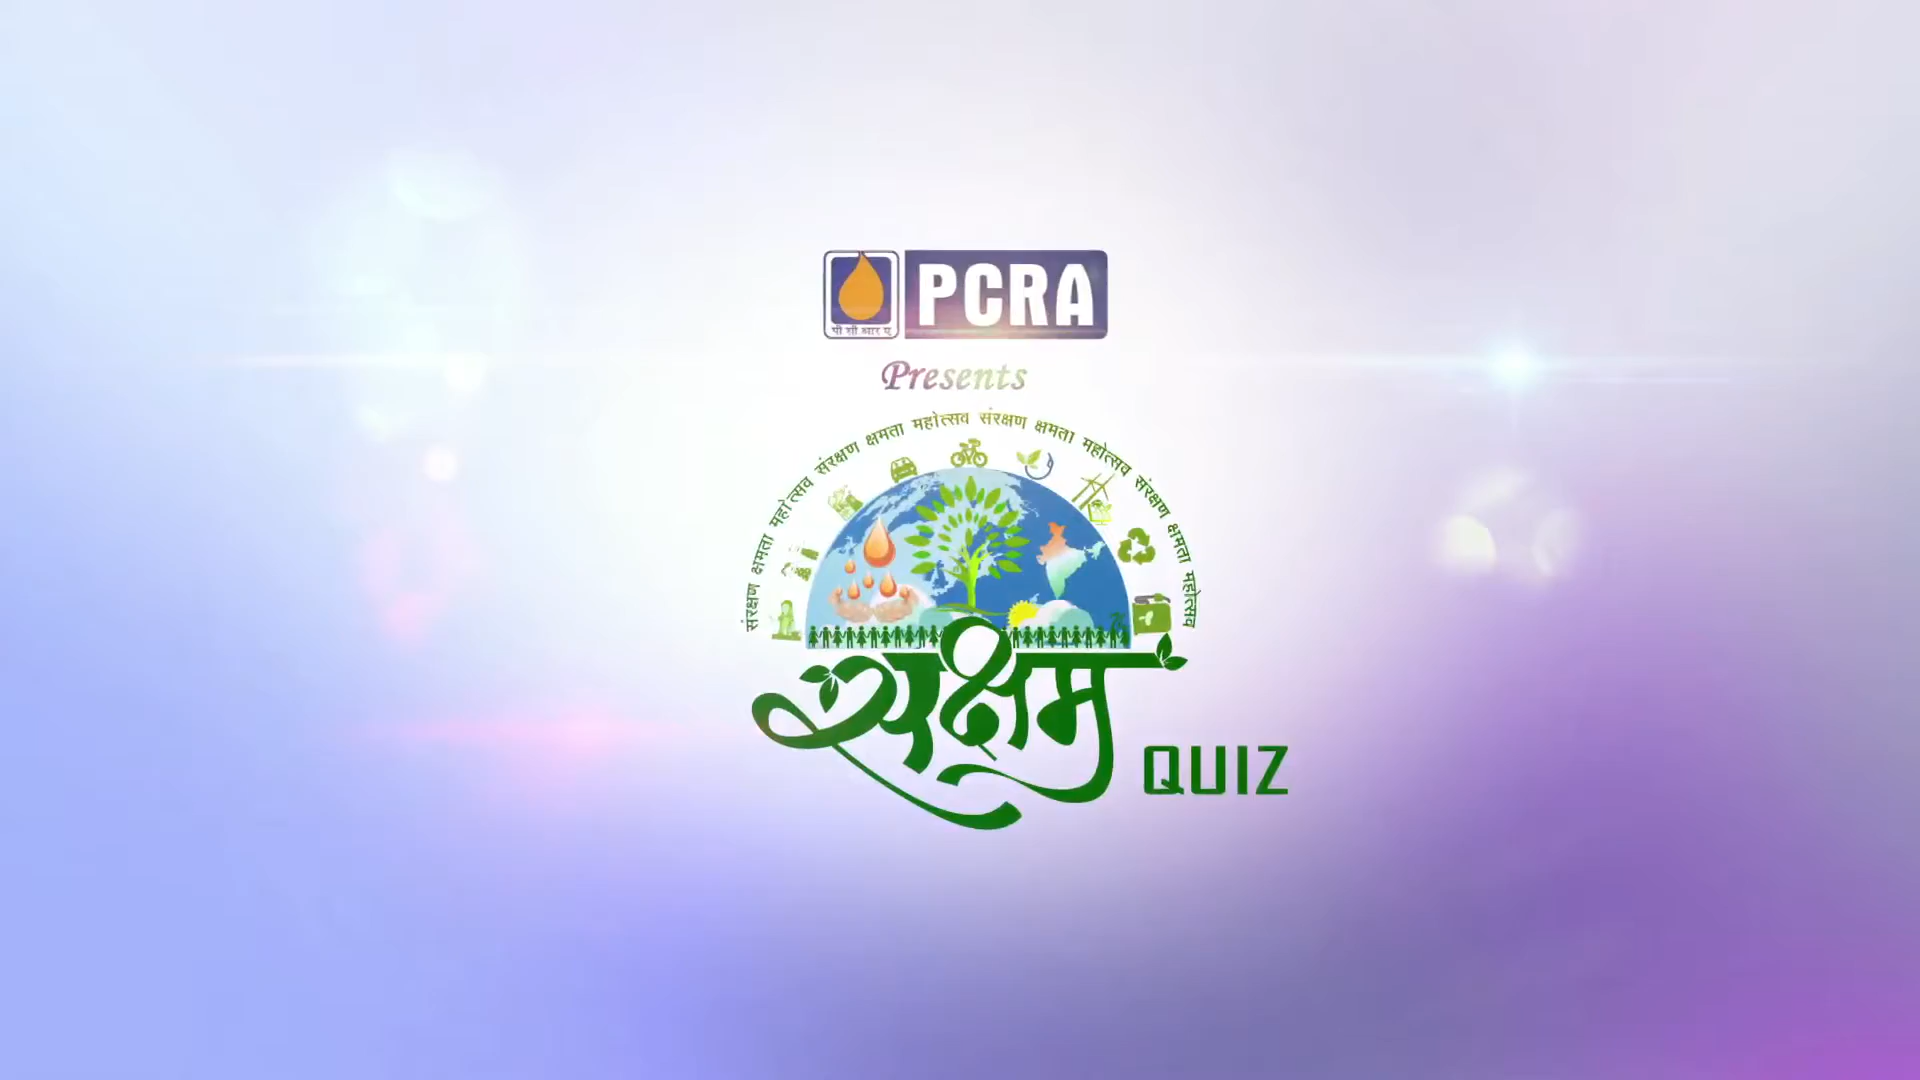 पी सी आर ए
PCRA
Presents
संरक्षण क्षमता महोत्सव संरक्षण क्षमता महोत्सव संरक्षण क्षमता महोत्सव संरक्षण क्षमता महोत्सव
सक्षम
QUIZ